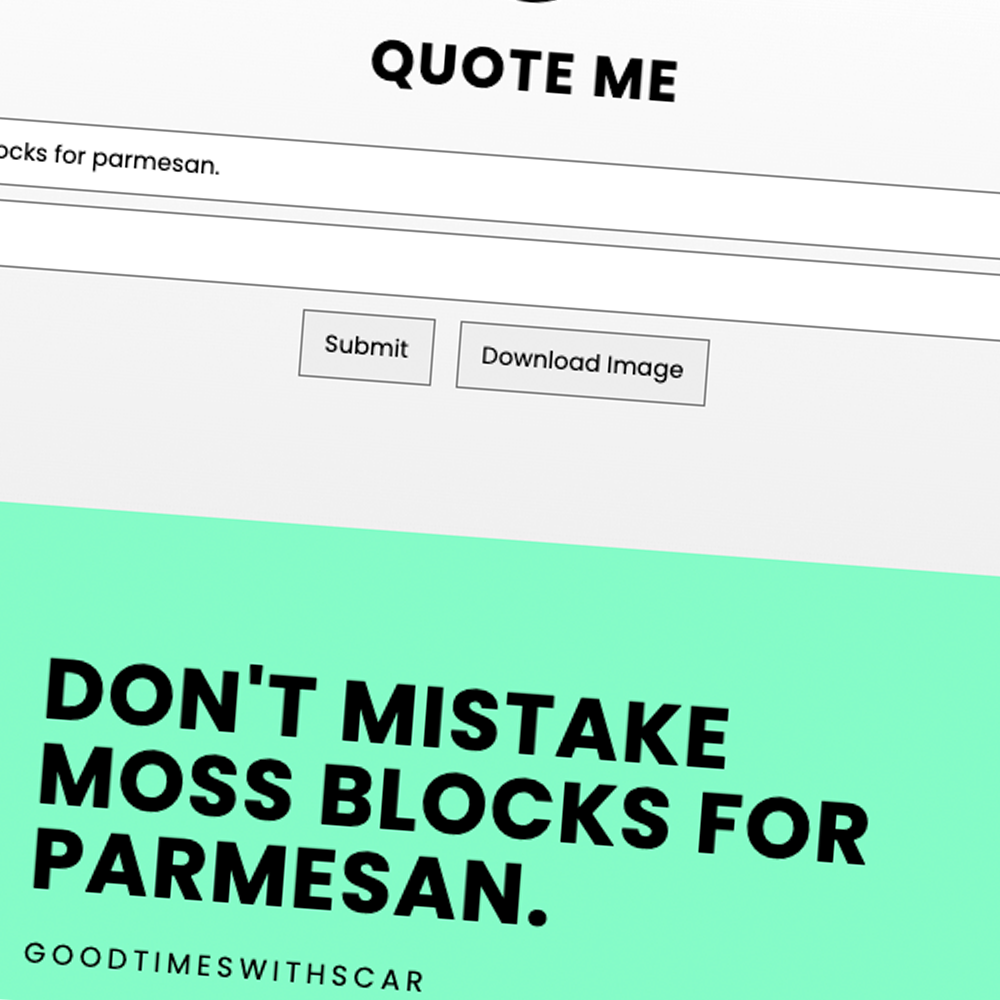 QUOTE ME
ocks for parmesan.
Submit
Download Image
DON'T MISTAKE
MOSS BLOCKS FOR
PARMESAN.
GOODTIMESWITHSCAR